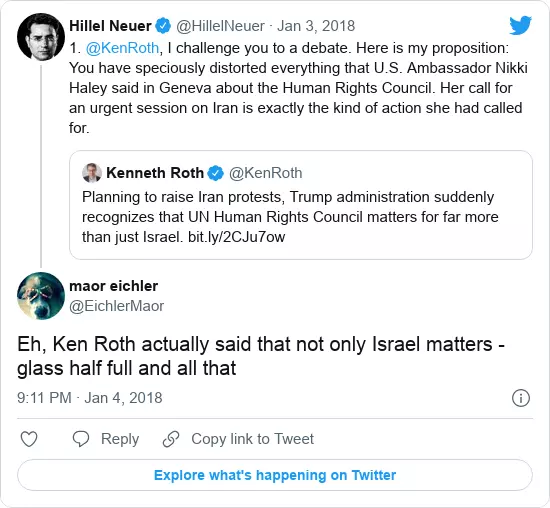 Hillel Neuer @HillelNeuer · Jan 3, 2018
1. @KenRoth, I challenge you to a debate. Here is my proposition:
You have speciously distorted everything that U.S. Ambassador Nikki
Haley said in Geneva about the Human Rights Council. Her call for
an urgent session on Iran is exactly the kind of action she had called
for.
Kenneth Roth @KenRoth
Planning to raise Iran protests, Trump administration suddenly
recognizes that UN Human Rights Council matters for far more
than just Israel. bit.ly/2CJu7ow
maor eichler
@EichlerMaor
Eh, Ken Roth actually said that not only Israel matters -
glass half full and all that
9:11 PM · Jan 4, 2018
Reply Copy link to Tweet
Explore what's happening on Twitter